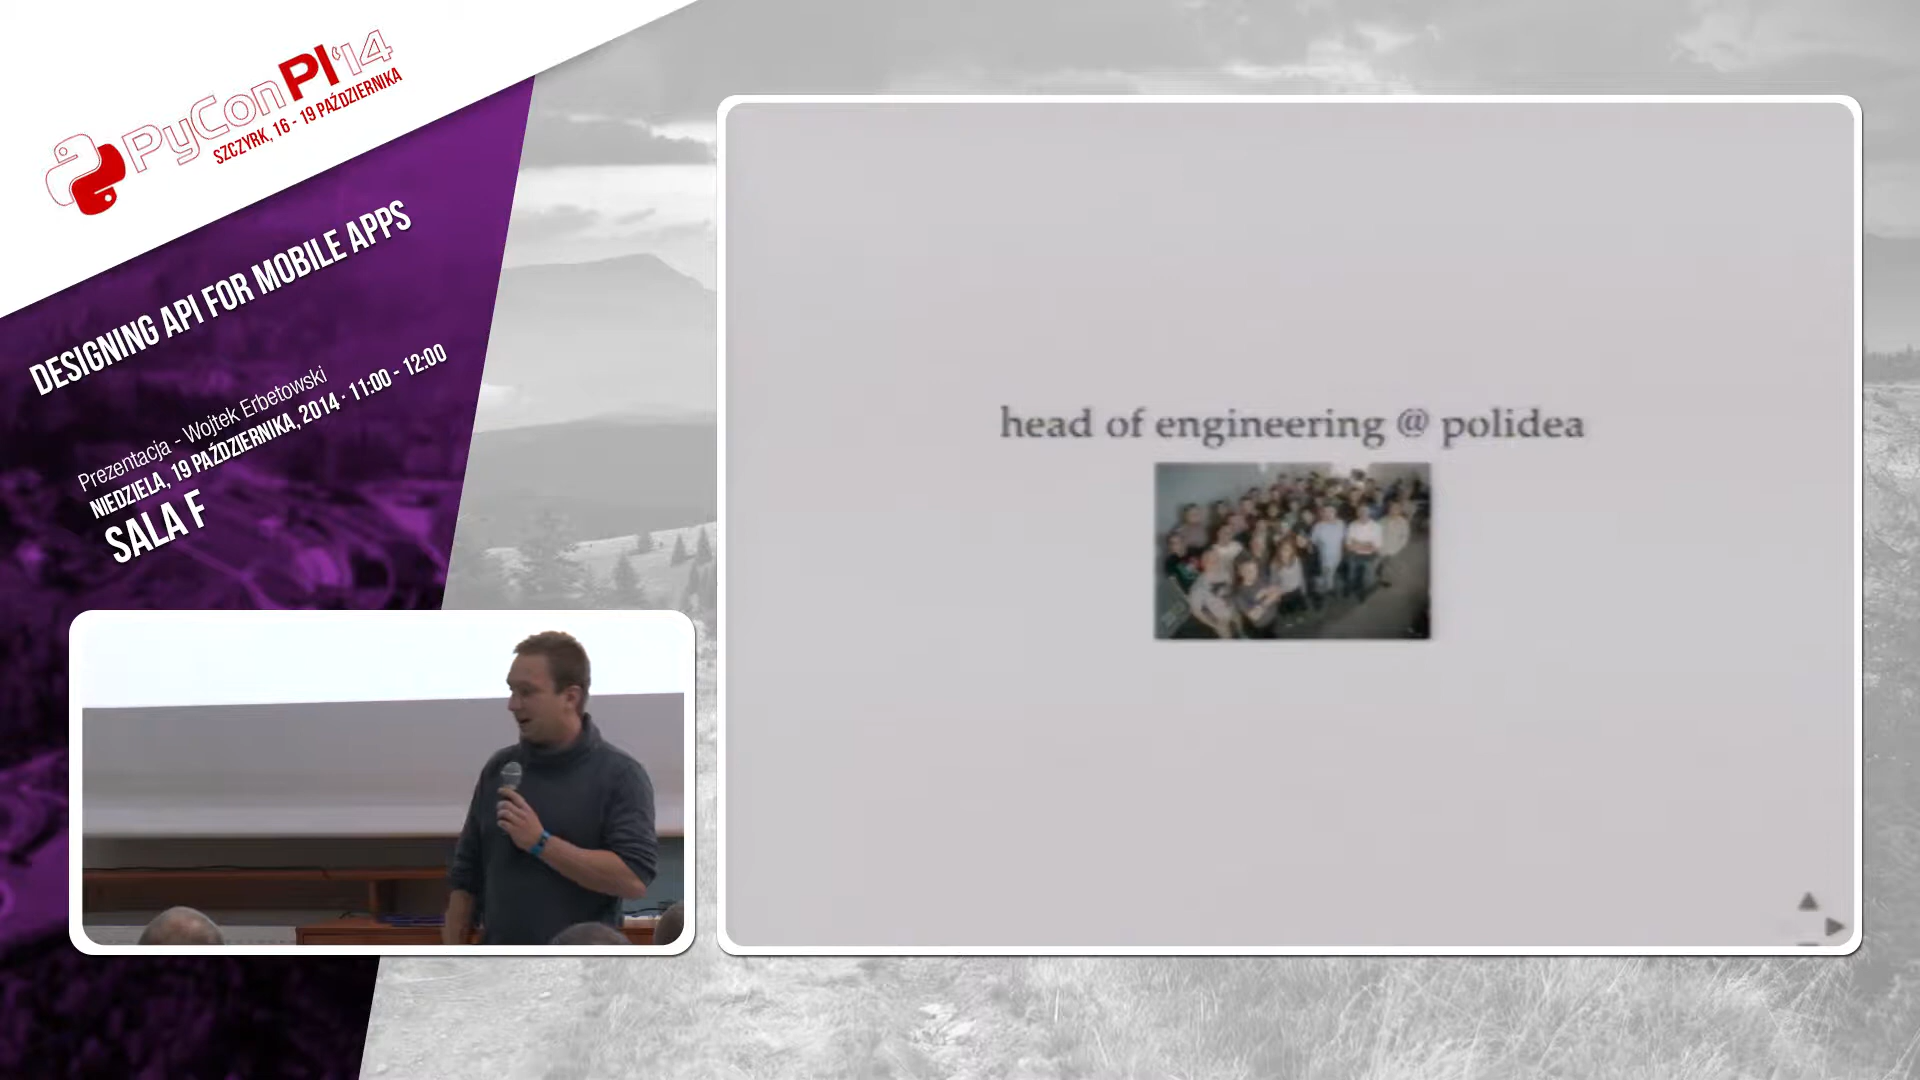 PyConPl'14
SZCZYRK, 16 - 19 PAŹDZIERNIKA
DESIGNING API FOR MOBILE APPS
Prezentacja - Wojtek Erbetowski
NIEDZIELA, 19 PAŹDZIERNIKA, 2014 · 11:00 - 12:00
SALA F
head of engineering @ polidea